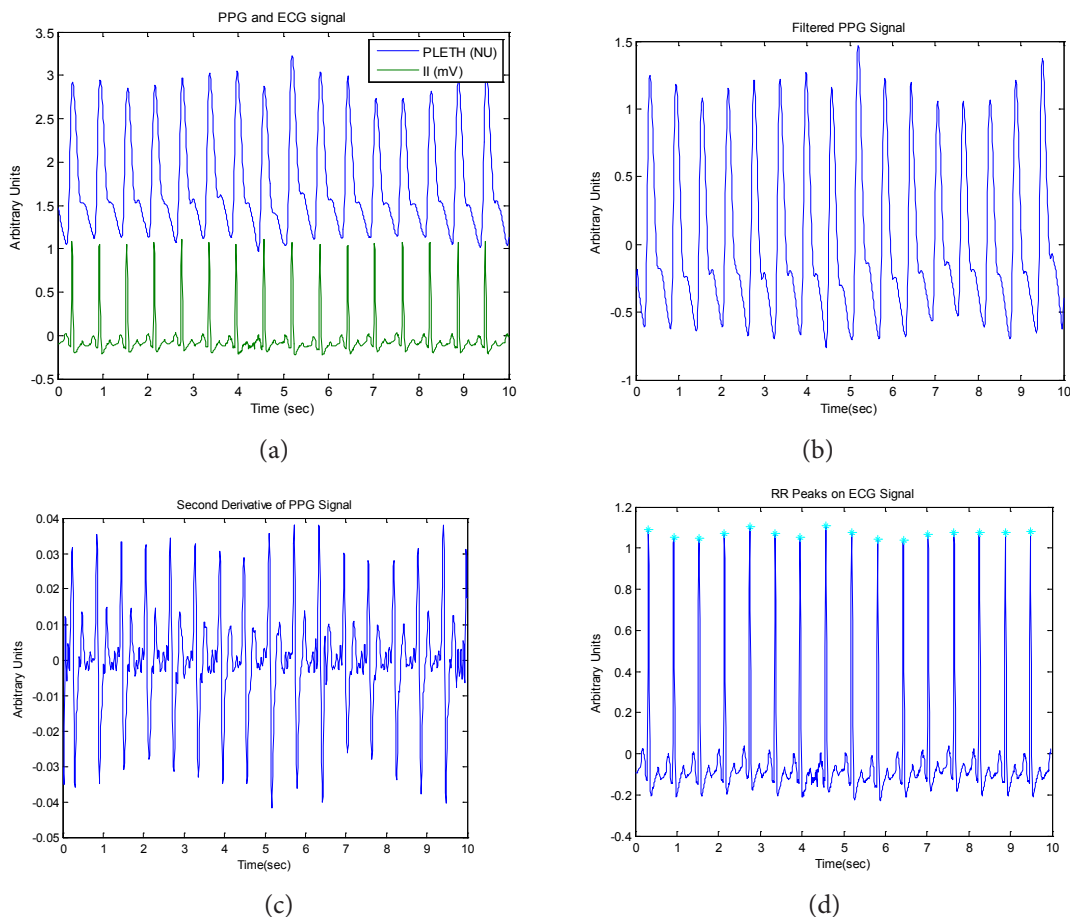 PPG and ECG signal
3.5
3
2.5
2
1.5
1
0.5
0
-0.5
Arbitrary Units
PLETH (NU)
II (mV)
0 1 2 3 4 5 6 7 8 9 10
Time (sec)
(a)
Filtered PPG Signal
1.5
1
0.5
0
-0.5
-1
Arbitrary Units
0 1 2 3 4 5 6 7 8 9 10
Time(sec)
(b)
Second Derivative of PPG Signal
0.04
0.03
0.02
0.01
0
-0.01
-0.02
-0.03
-0.04
-0.05
Arbitrary Units
0 1 2 3 4 5 6 7 8 9 10
Time(sec)
(c)
RR Peaks on ECG Signal
1.2
1
0.8
0.6
0.4
0.2
0
-0.2
-0.4
Arbitrary Units
0 1 2 3 4 5 6 7 8 9 10
Time(sec)
(d)